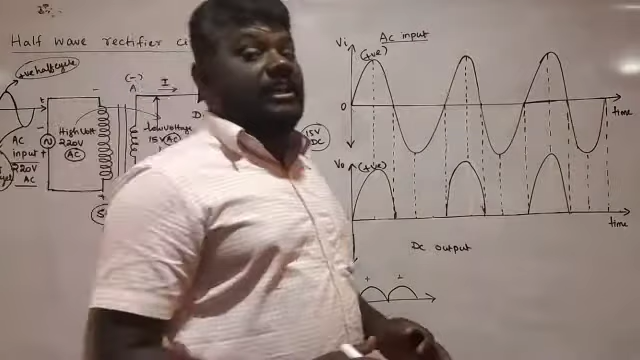 Half wave rectifier ci
+ve half cycle
(-)
A
I
+
-
High Volt
220V
AC
Low voltage
15V AC
D
15V
DC
AC
input
220V
AC
S
Vi
AC input
(+ve)
0
time
Vo
(+ve)
time
DC output
+ +